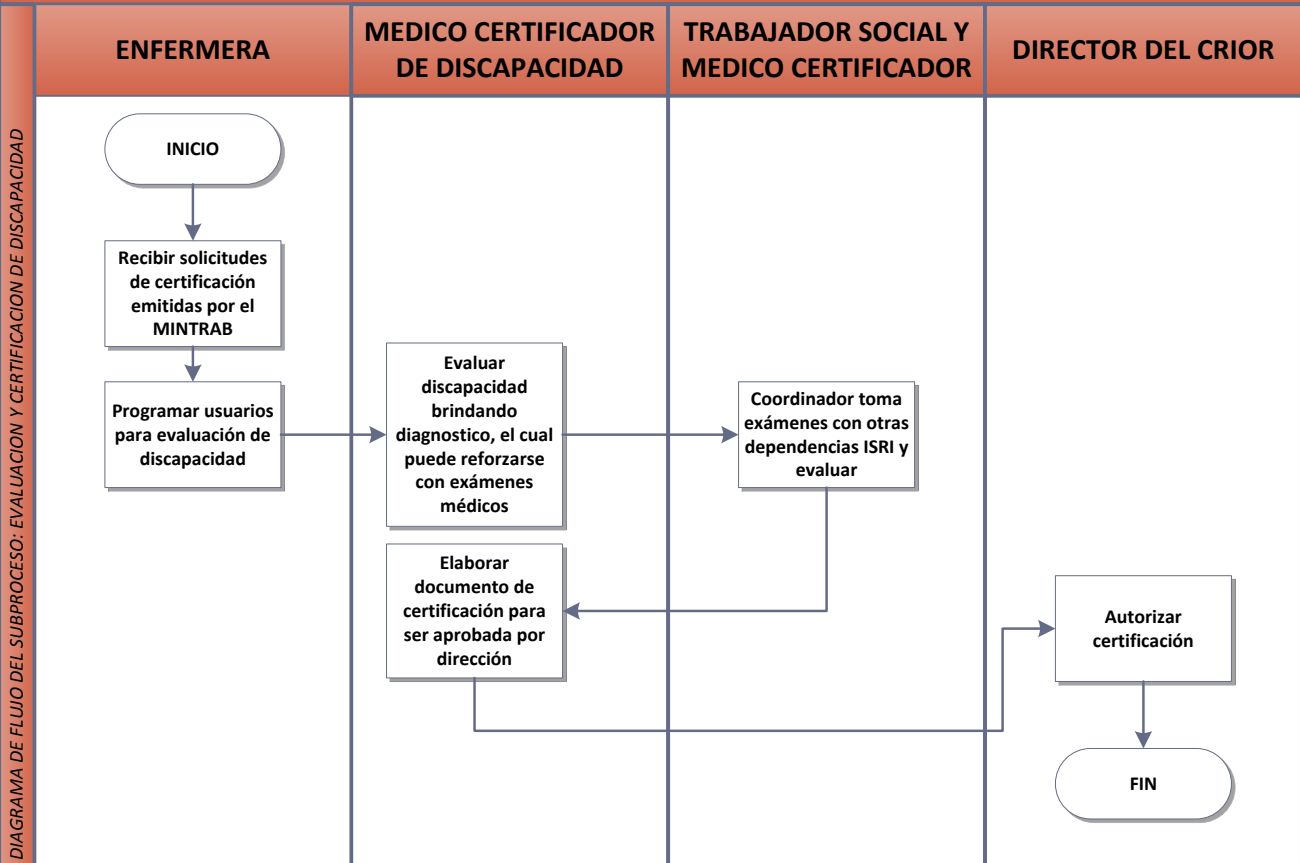 ENFERMERA
MEDICO CERTIFICADOR
DE DISCAPACIDAD
TRABAJADOR SOCIAL Y
MEDICO CERTIFICADOR
DIRECTOR DEL CRIOR
DIAGRAMA DE FLUJO DEL SUBPROCESO: EVALUACION Y CERTIFICACION DE DISCAPACIDAD
INICIO
Recibir solicitudes
de certificación
emitidas por el
MINTRAB
Programar usuarios
para evaluación de
discapacidad
Evaluar
discapacidad
brindando
diagnostico, el cual
puede reforzarse
con exámenes
médicos
Coordinador toma
exámenes con otras
dependencias ISRI y
evaluar
Elaborar
documento de
certificación para
ser aprobada por
dirección
Autorizar
certificación
FIN